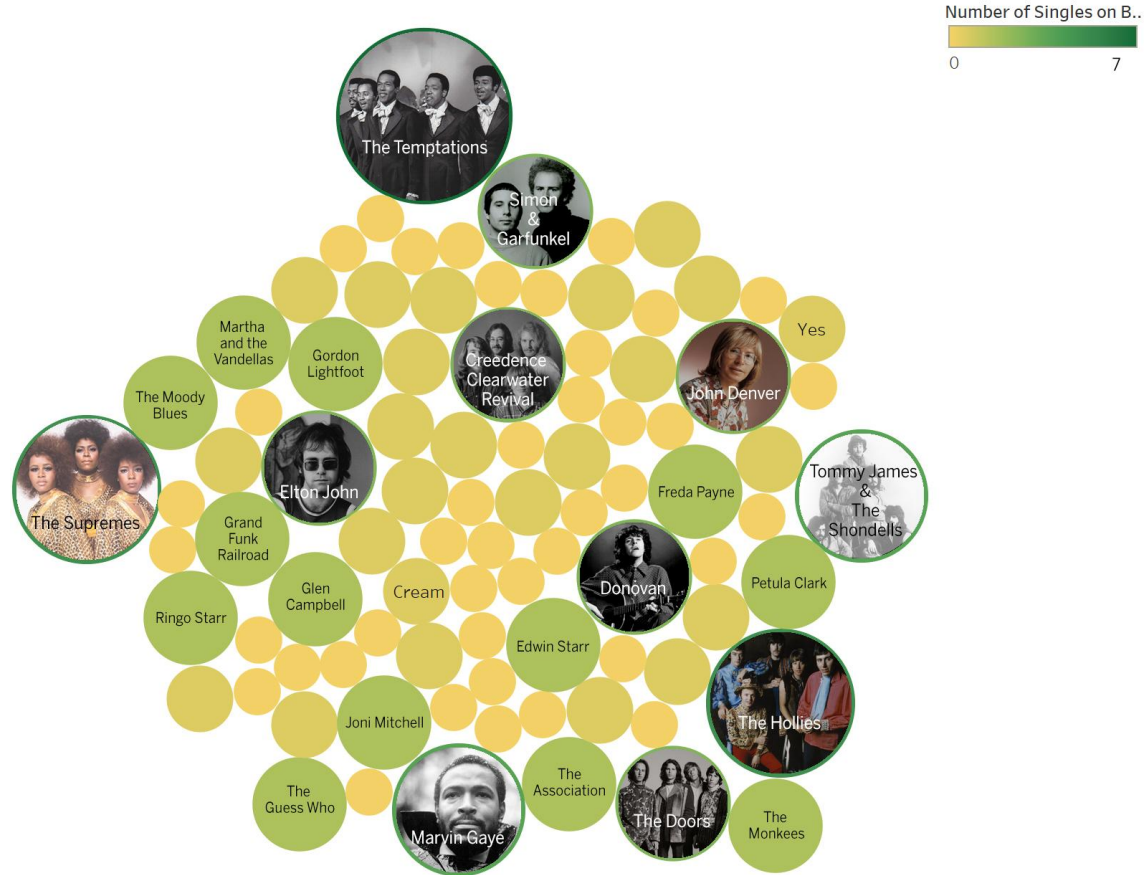 Number of Singles on B..
0
7
The Temptations
Simon
&
Garfunkel
Martha
and the
Vandellas
Gordon
Lightfoot
Creedence
Clearwater
Revival
John Denver
Yes
The Moody
Blues
The Supremes
Elton John
Grand
Funk
Railroad
Freda Payne
Tommy James
&
The
Shondells
Ringo Starr
Glen
Campbell
Cream
Donovan
Petula Clark
Edwin Starr
Joni Mitchell
The Hollies
The
Guess Who
Marvin Gaye
The
Association
The Doors
The
Monkees